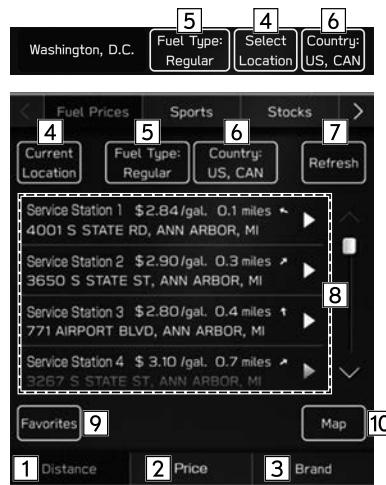 5 4 6
Washington, D.C. Fuel Type: Regular Select Location Country: US, CAN
< Fuel Prices Sports Stocks >
4 5 6 7
Current Location Fuel Type: Regular Country: US, CAN Refresh
Service Station 1 $2.84/gal. 0.1 miles
4001 S STATE RD, ANN ARBOR, MI
Service Station 2 $2.90/gal. 0.3 miles
3650 S STATE ST, ANN ARBOR, MI
8
Service Station 3 $2.80/gal. 0.4 miles
771 AIRPORT BLVD, ANN ARBOR, MI
Service Station 4 $ 3.10 /gal. 0.7 miles
3267 S STATE ST, ANN ARBOR, MI
Favorites 9 Map 10
1 Distance 2 Price 3 Brand